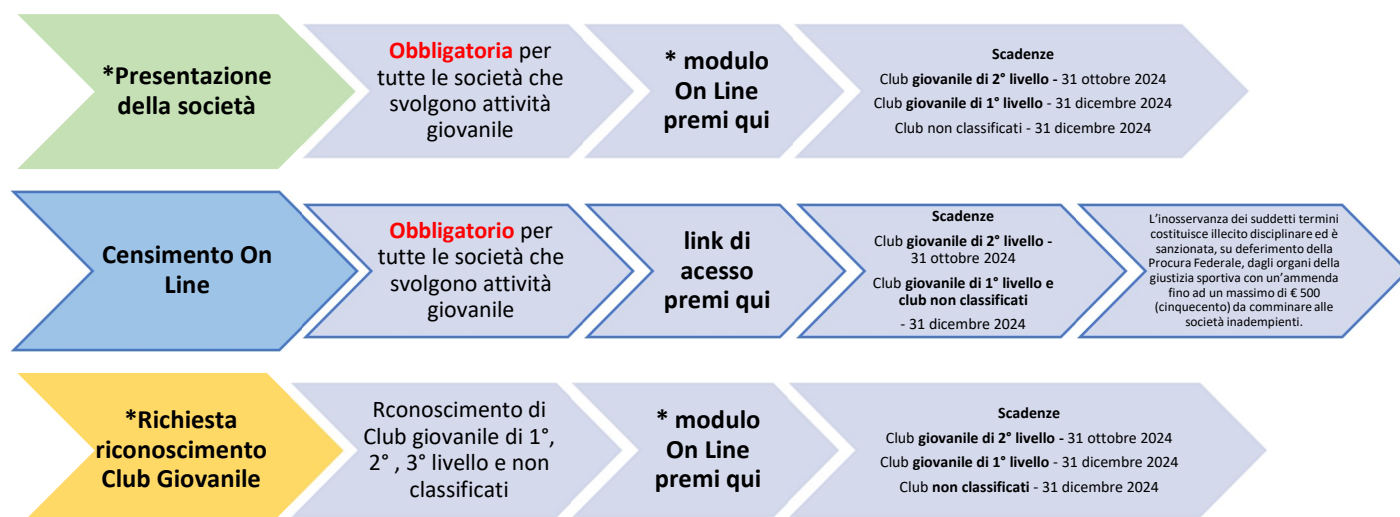 *Presentazione
della società
Obbligatoria per
tutte le società che
svolgono attività
giovanile
* modulo
On Line
premi qui
Scadenze
Club giovanile di 2° livello - 31 ottobre 2024
Club giovanile di 1° livello - 31 dicembre 2024
Club non classificati - 31 dicembre 2024
Censimento On
Line
Obbligatorio per
tutte le società che
svolgono attività
giovanile
link di
acesso
premi qui
Scadenze
Club giovanile di 2° livello -
31 ottobre 2024
Club giovanile di 1° livello e
club non classificati
- 31 dicembre 2024
L'inosservanza dei suddetti termini
costituisce illecito disciplinare ed è
sanzionata, su deferimento della
Procura Federale, dagli organi della
giustizia sportiva con un'ammenda
fino ad un massimo di € 500
(cinquecento) da comminare alle
società inadempienti.
*Richiesta
riconoscimento
Club Giovanile
Rconoscimento di
Club giovanile di 1°,
2° , 3° livello e non
classificati
* modulo
On Line
premi qui
Scadenze
Club giovanile di 2° livello - 31 ottobre 2024
Club giovanile di 1° livello - 31 dicembre 2024
Club non classificati - 31 dicembre 2024